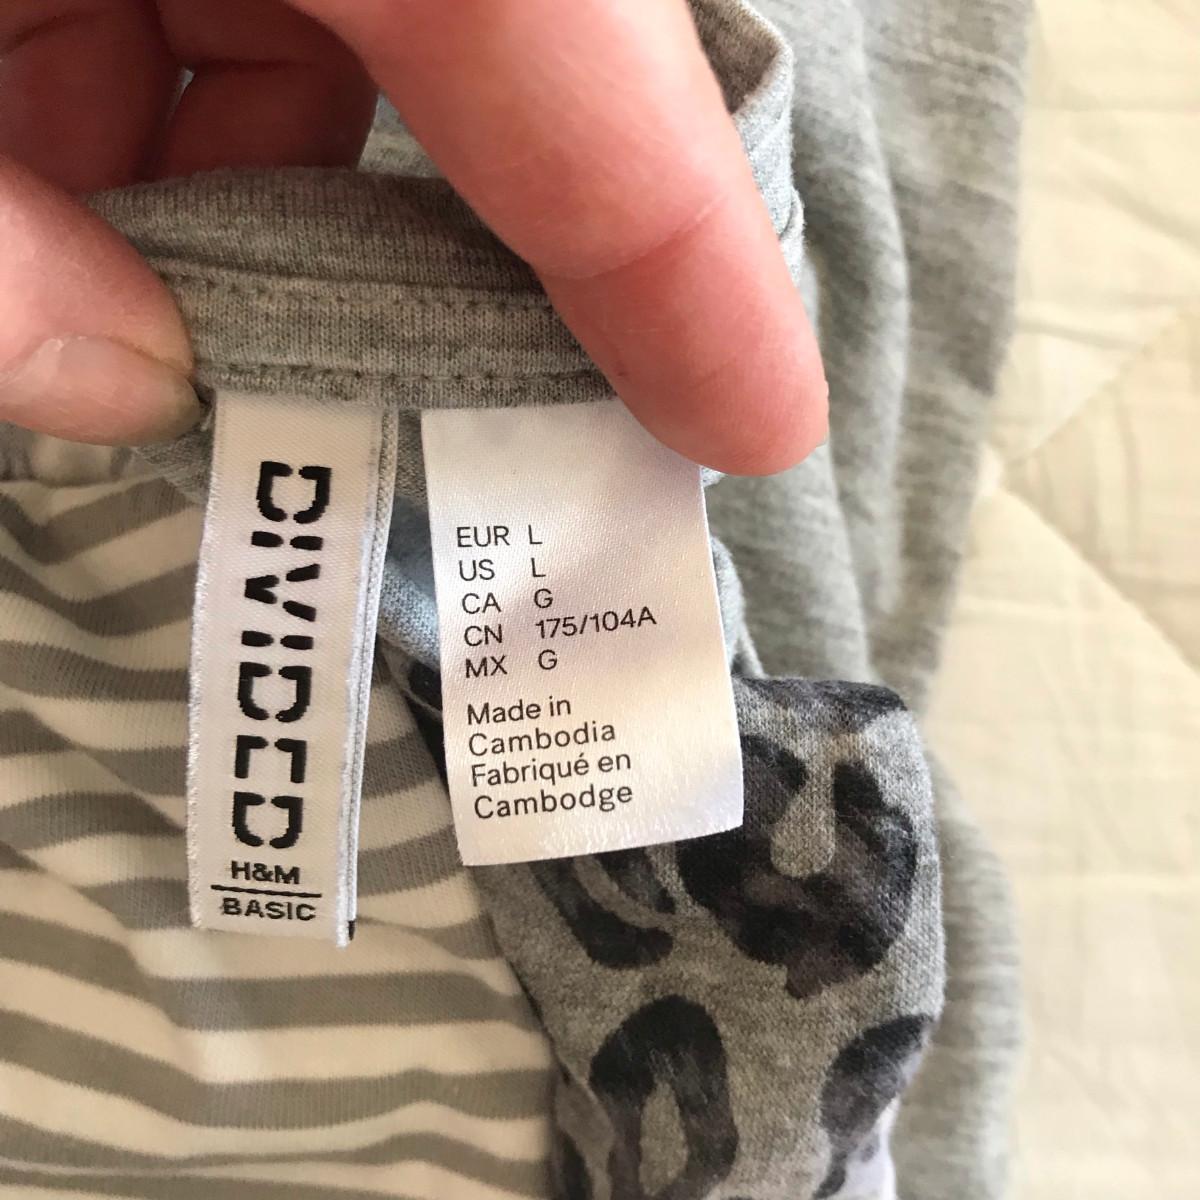 DIVIDED
H&M
BASIC
EUR L
US L
CA G
CN 175/104A
MX G
Made in
Cambodia
Fabriqué en
Cambodge